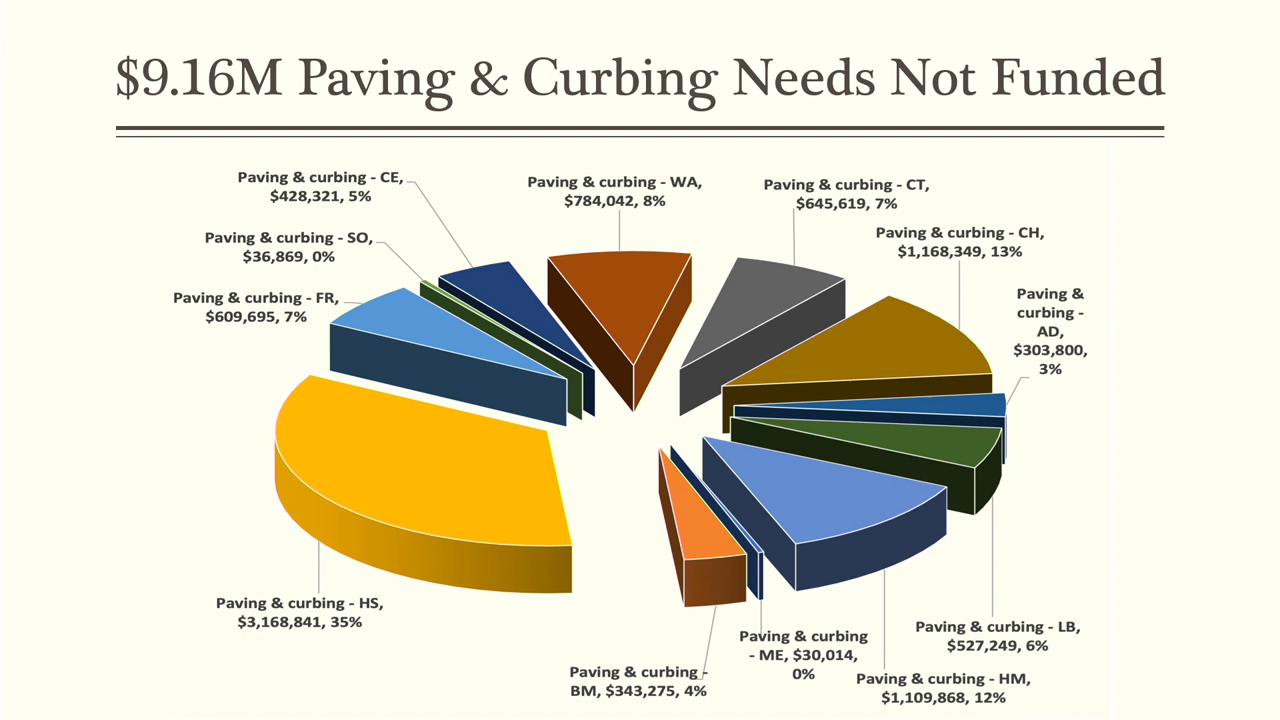 $9.16M Paving & Curbing Needs Not Funded
Paving & curbing - CE,
$428,321, 5%
Paving & curbing - WA,
$784,042, 8%
Paving & curbing - CT,
$645,619, 7%
Paving & curbing - SO,
$36,869, 0%
Paving & curbing - CH,
$1,168,349, 13%
Paving & curbing - FR,
$609,695, 7%
Paving &
curbing -
AD,
$303,800,
3%
Paving & curbing - HS,
$3,168,841, 35%
Paving & curbing -
BM, $343,275, 4%
Paving & curbing
- ME, $30,014,
0%
Paving & curbing - LB,
$527,249, 6%
Paving & curbing - HM,
$1,109,868, 12%